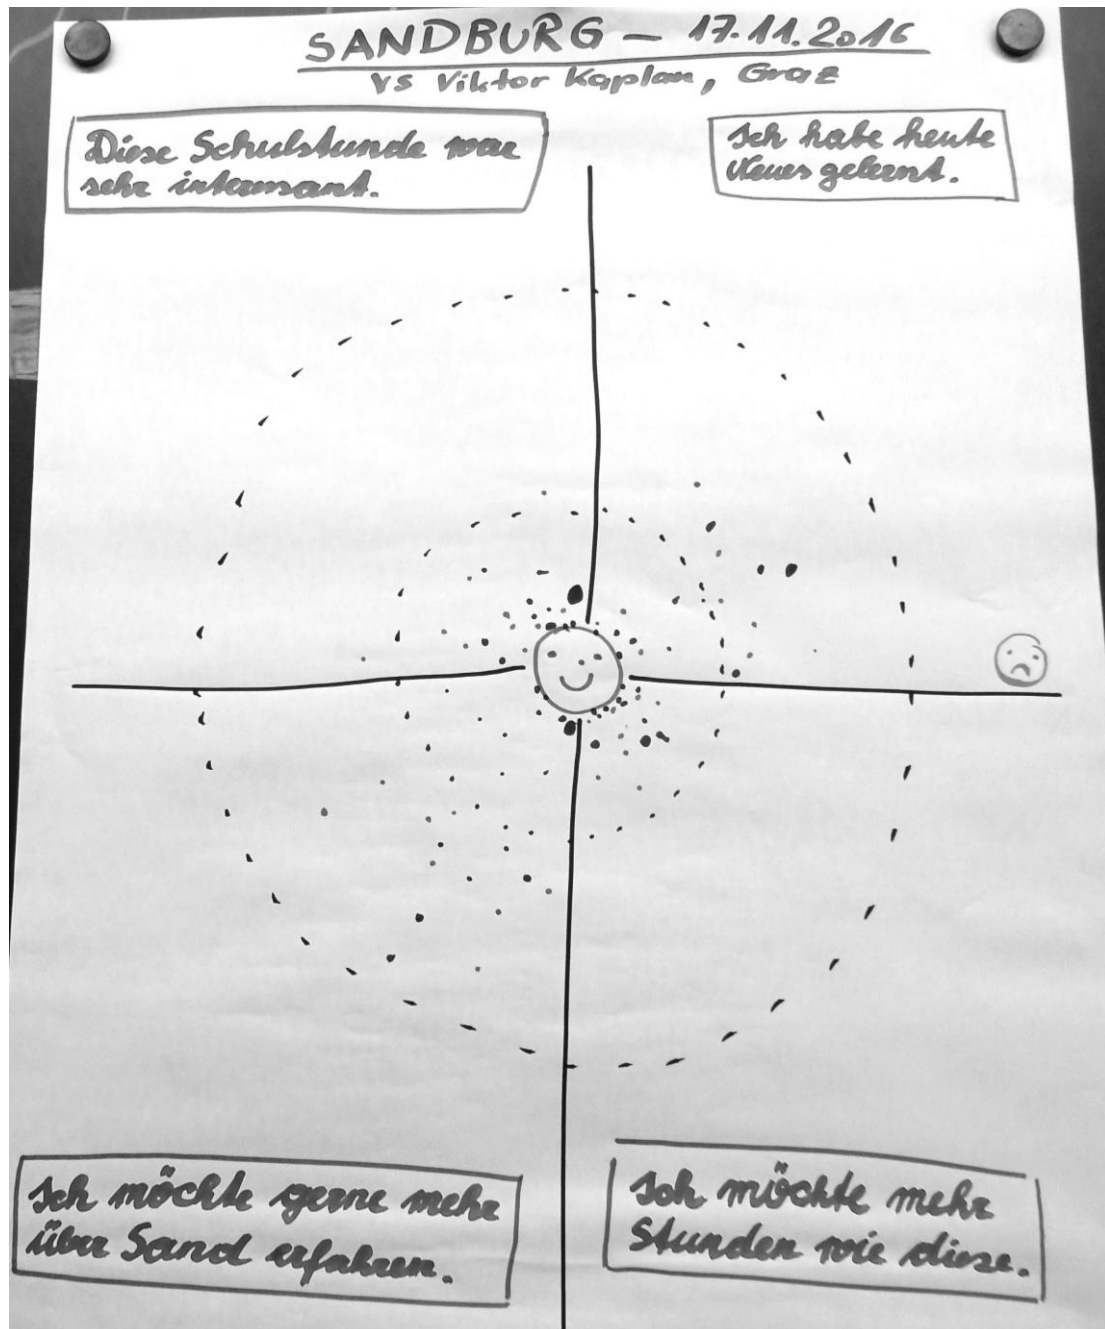 SANDBURG – 17.11.2016
VS Viktor Kaplan, Graz
Diese Schulstunde war
sehr interessant.
Ich habe heute
Neues gelernt.
Ich möchte gerne mehr
über Sand erfahren.
Ich möchte mehr
Stunden wie diese.